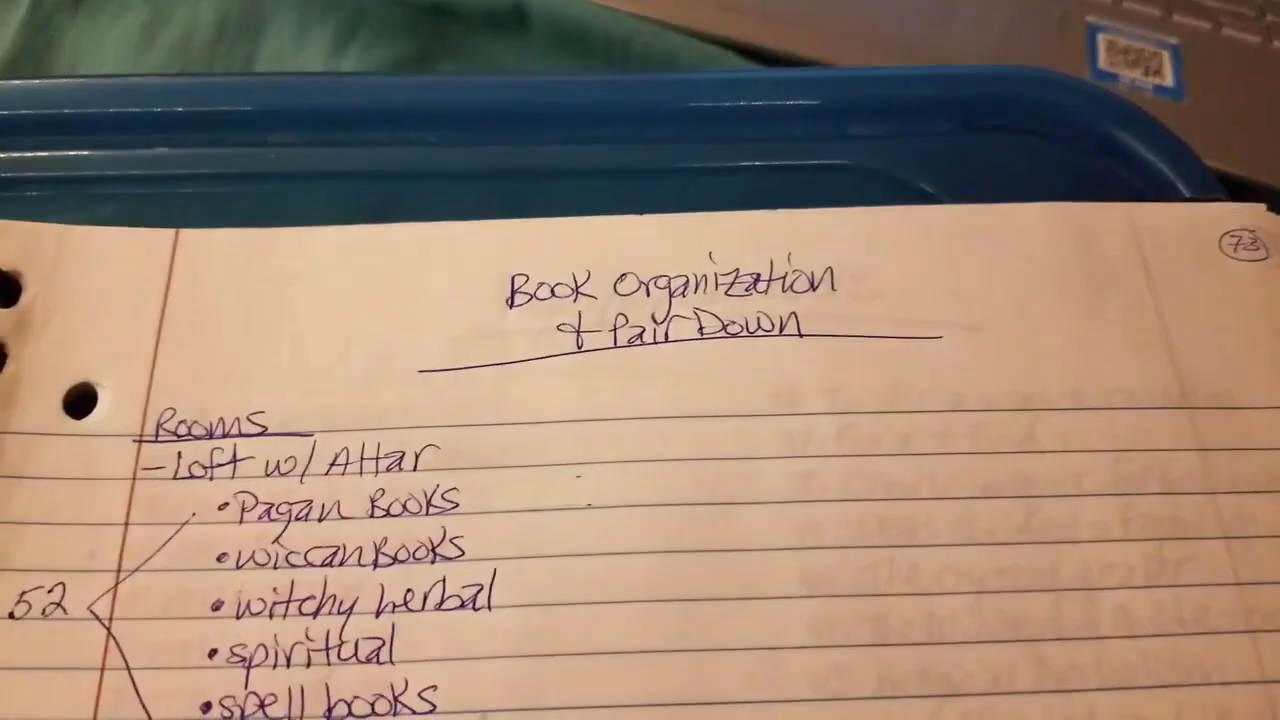 73
Book Organization
& Pair Down
Rooms
- Loft w/ Altar
• Pagan Books
• wiccan Books
52
• witchy herbal
• spiritual
• spell books